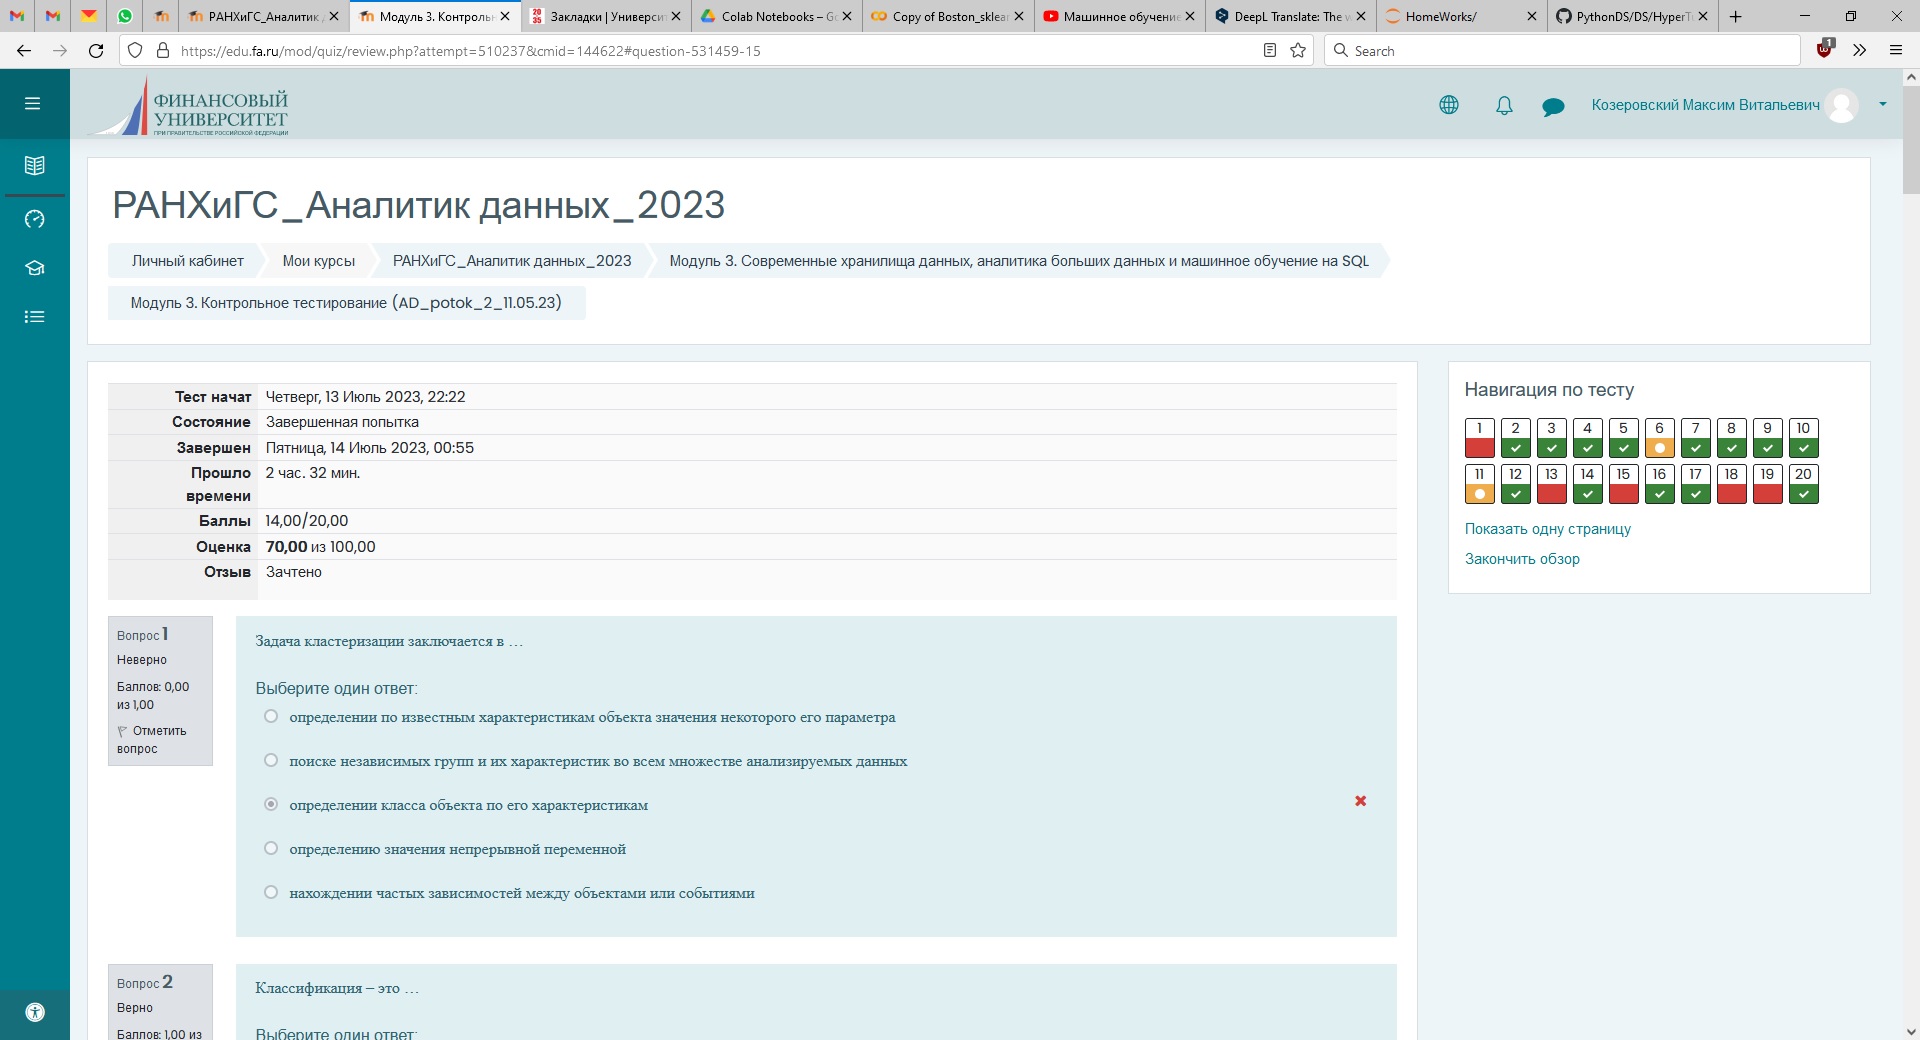 РАНХиГС_Аналитик д
Модуль 3. Контрольн
20 35
Закладки | Университ
Colab Notebooks – Go
Copy of Boston_sklear
Машинное обучение
DeepL Translate: The w
HomeWorks/
PythonDS/DS/HyperTu
https://edu.fa.ru/mod/quiz/review.php?attempt=510237&cmid=144622#question-531459-15
Search
1
ФИНАНСОВЫЙ
УНИВЕРСИТЕТ
ПРИ ПРАВИТЕЛЬСТВЕ РОССИЙСКОЙ ФЕДЕРАЦИИ
Козеровский Максим Витальевич
РАНХиГС_Аналитик данных_2023
Личный кабинет
Мои курсы
РАНХиГС_Аналитик данных_2023
Модуль 3. Современные хранилища данных, аналитика больших данных и машинное обучение на SQL
Модуль 3. Контрольное тестирование (AD_potok_2_11.05.23)
Тест начат Четверг, 13 Июль 2023, 22:22
Состояние Завершенная попытка
Завершен Пятница, 14 Июль 2023, 00:55
Прошло времени 2 час. 32 мин.
Баллы 14,00/20,00
Оценка 70,00 из 100,00
Отзыв Зачтено
Навигация по тесту
1 2 3 4 5 6 7 8 9 10
11 12 13 14 15 16 17 18 19 20
Показать одну страницу
Закончить обзор
Вопрос 1
Неверно
Баллов: 0,00
из 1,00
Отметить
вопрос
Задача кластеризации заключается в …
Выберите один ответ:
определении по известным характеристикам объекта значения некоторого его параметра
поиске независимых групп и их характеристик во всем множестве анализируемых данных
определении класса объекта по его характеристикам
определению значения непрерывной переменной
нахождении частых зависимостей между объектами или событиями
Вопрос 2
Верно
Баллов: 1,00 из
Классификация – это …
Выберите один ответ: